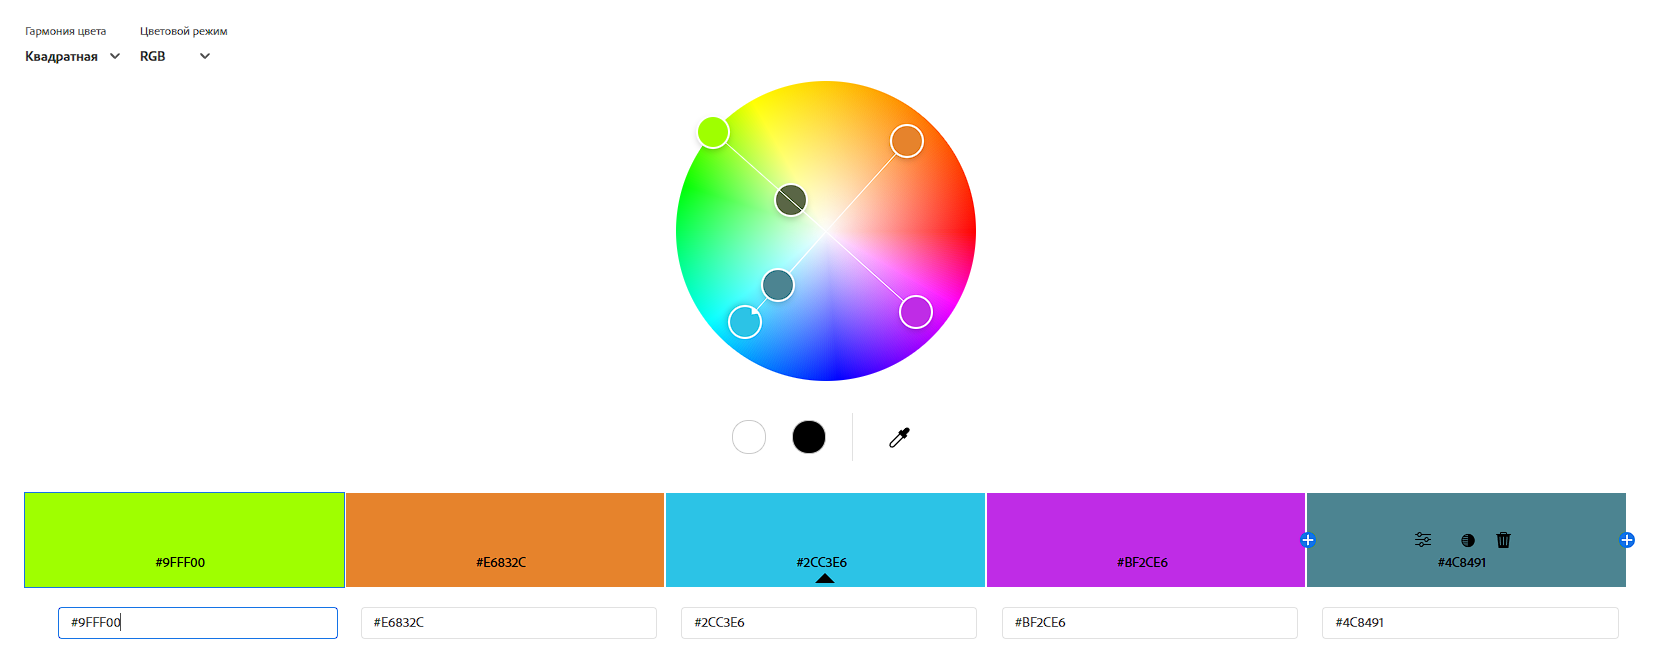 Гармония цвета Цветовой режим
Квадратная RGB
#9FFF00 #E6832C #2CC3E6 #BF2CE6 #4C8491
#9FFF00 #E6832C #2CC3E6 #BF2CE6 #4C8491